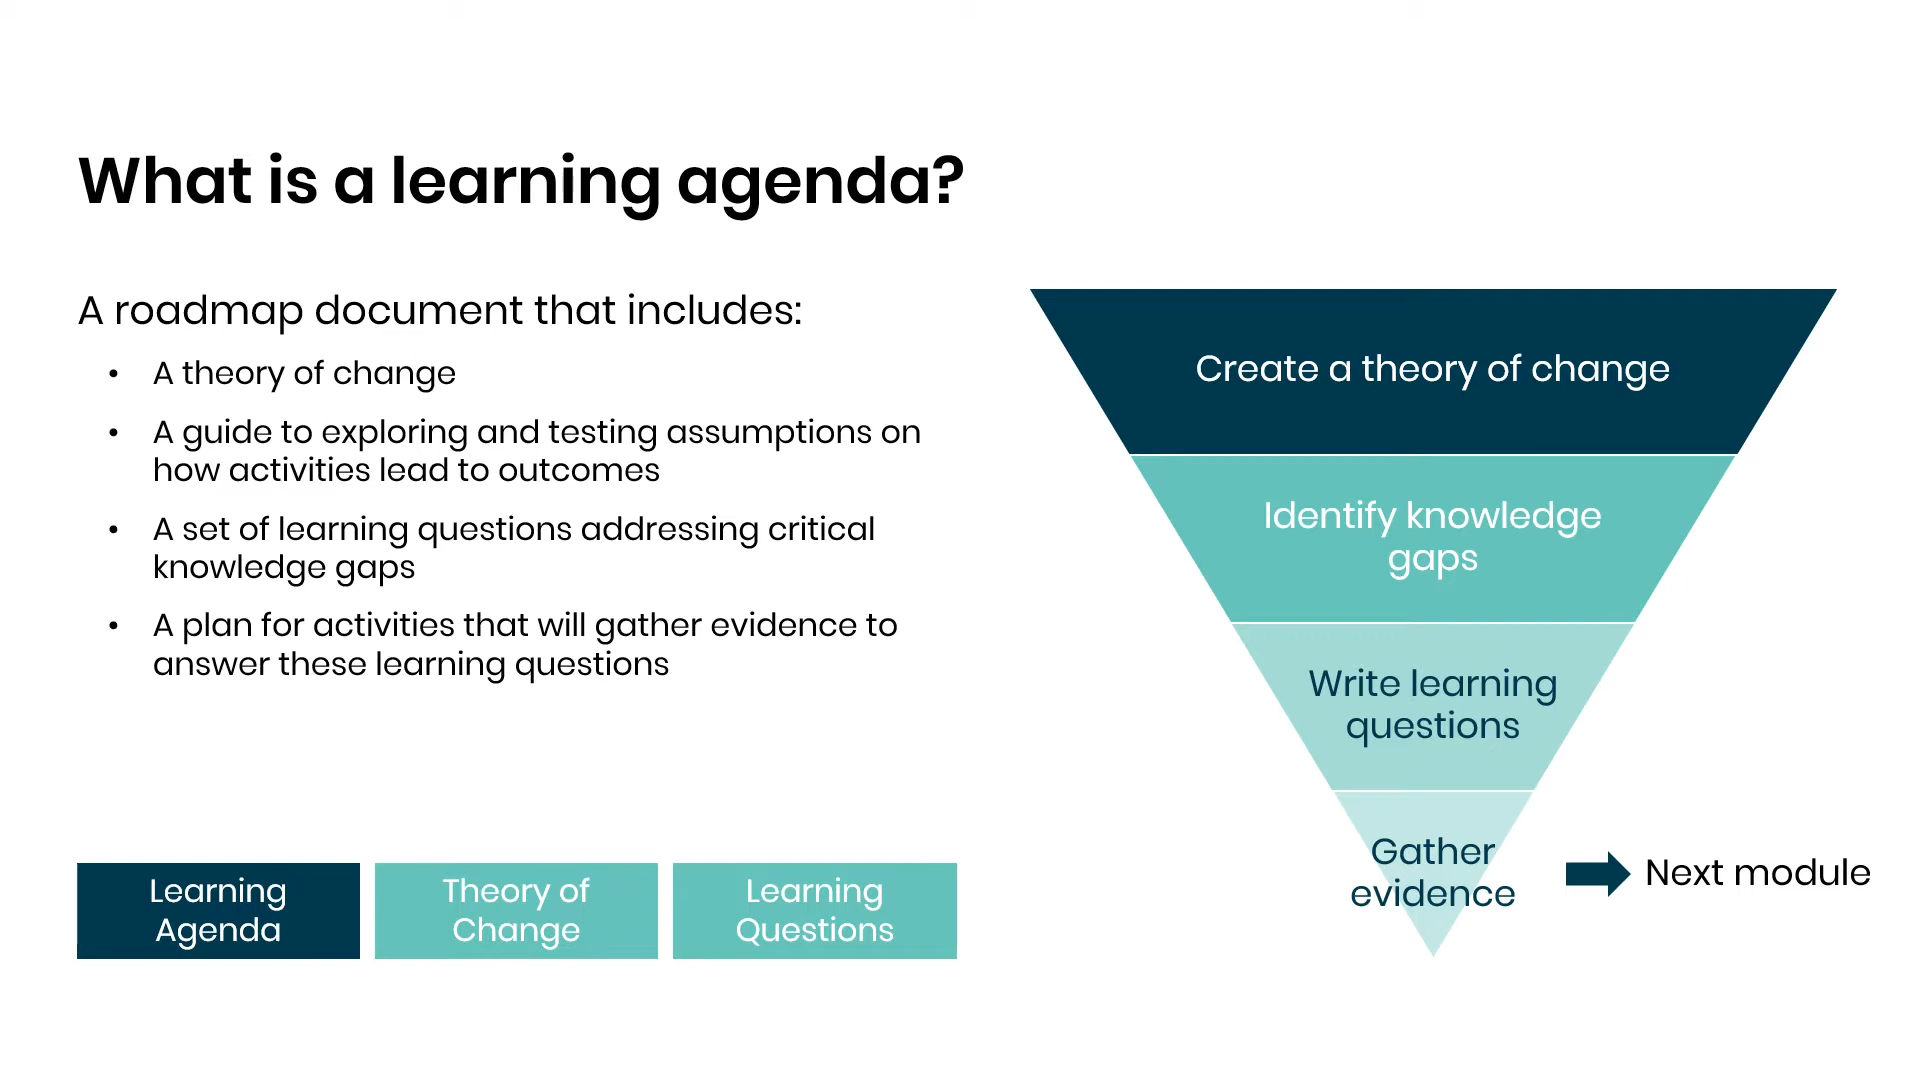 What is a learning agenda?
A roadmap document that includes:
• A theory of change
• A guide to exploring and testing assumptions on
how activities lead to outcomes
• A set of learning questions addressing critical
knowledge gaps
• A plan for activities that will gather evidence to
answer these learning questions
Learning
Agenda
Theory of
Change
Learning
Questions
Create a theory of change
Identify knowledge
gaps
Write learning
questions
Gather
evidence
Next module